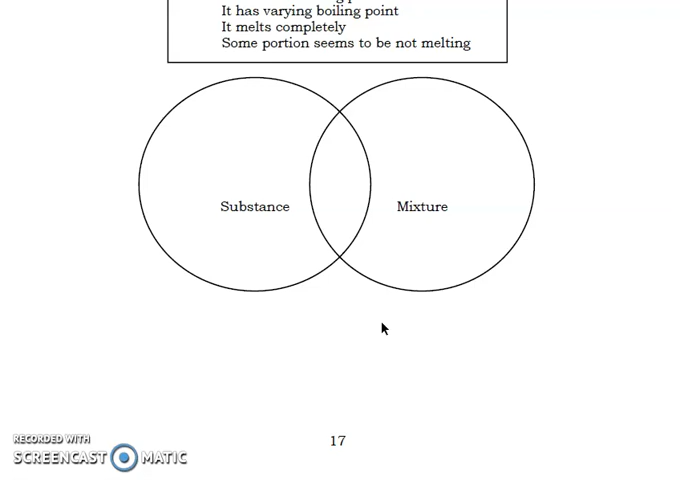 It has varying boiling point
It melts completely
Some portion seems to be not melting
Substance
Mixture
17
RECORDED WITH
SCREENCAST MATIC